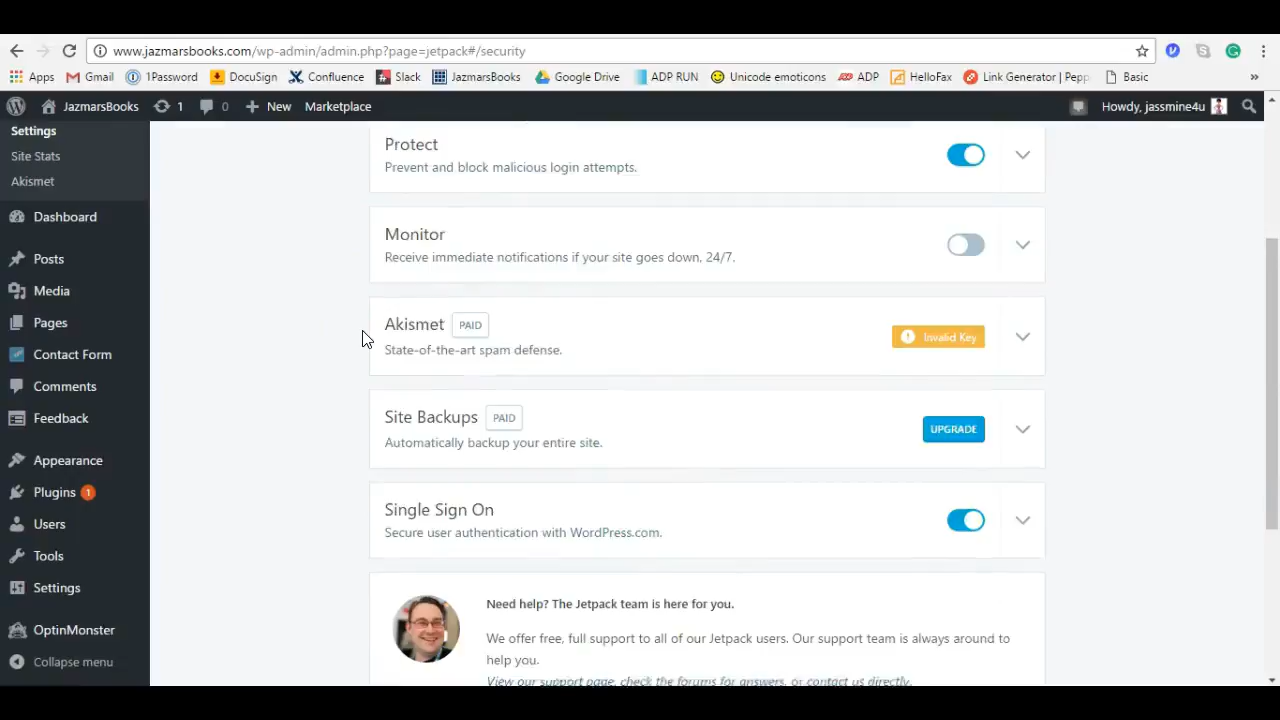 www.jazmarsbooks.com/wp-admin/admin.php?page=jetpack#/security
Apps Gmail 1Password DocuSign Confluence Slack JazmarsBooks Google Drive ADP RUN Unicode emoticons ADP HelloFax Link Generator | Pepp Basic »
JazmarsBooks 1 0 New Marketplace Howdy, jassmine4u
Settings
Site Stats
Akismet
Dashboard
Posts
Media
Pages
Contact Form
Comments
Feedback
Appearance
Plugins 1
Users
Tools
Settings
OptinMonster
Collapse menu
Protect
Prevent and block malicious login attempts.
Monitor
Receive immediate notifications if your site goes down, 24/7.
Akismet PAID
State-of-the-art spam defense.
Invalid Key
Site Backups PAID
Automatically backup your entire site.
UPGRADE
Single Sign On
Secure user authentication with WordPress.com.
Need help? The Jetpack team is here for you.
We offer free, full support to all of our Jetpack users. Our support team is always around to
help you.
View our support page, check the forums for answers, or contact us directly.